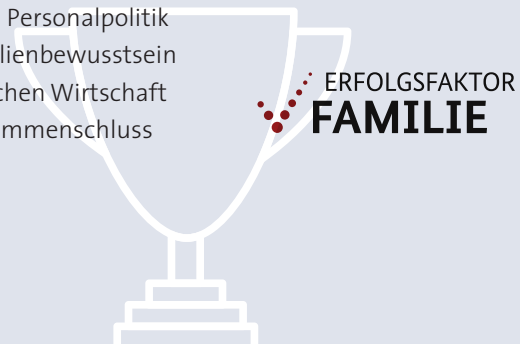 Personalpolitik
lienbewusstsein
chen Wirtschaft
mmenschluss
ERFOLGSFAKTOR
FAMILIE